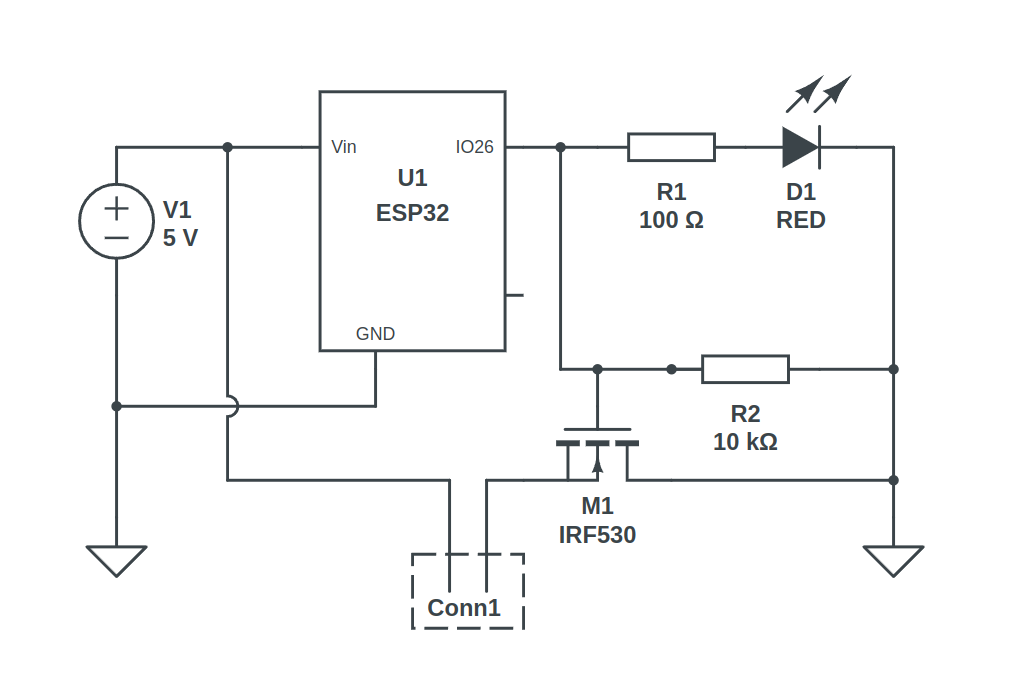 Vin
IO26
U1
ESP32
GND
V1
5 V
R1
100 Ω
D1
RED
R2
10 kΩ
M1
IRF530
Conn1